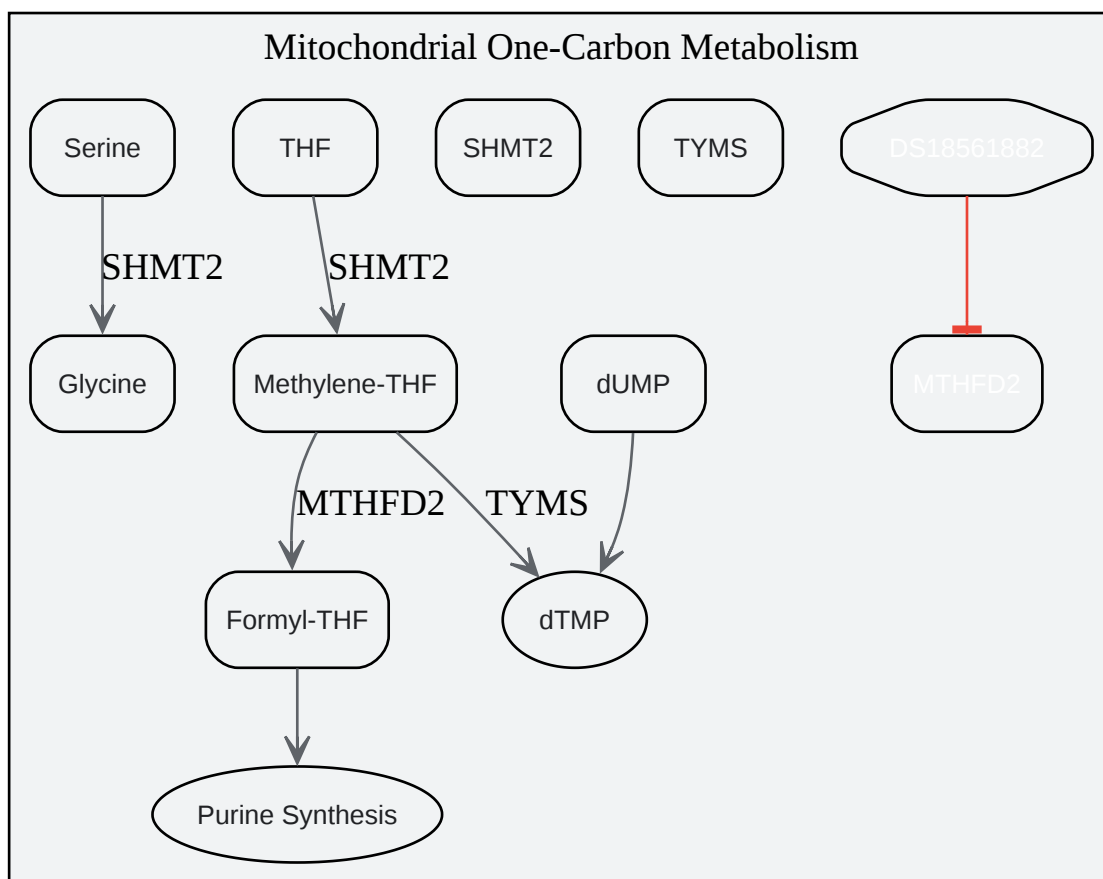 Mitochondrial One-Carbon Metabolism
Serine
THF
SHMT2
TYMS
DS18561882
SHMT2
SHMT2
Glycine
Methylene-THF
dUMP
MTHFD2
MTHFD2
TYMS
Formyl-THF
dTMP
Purine Synthesis